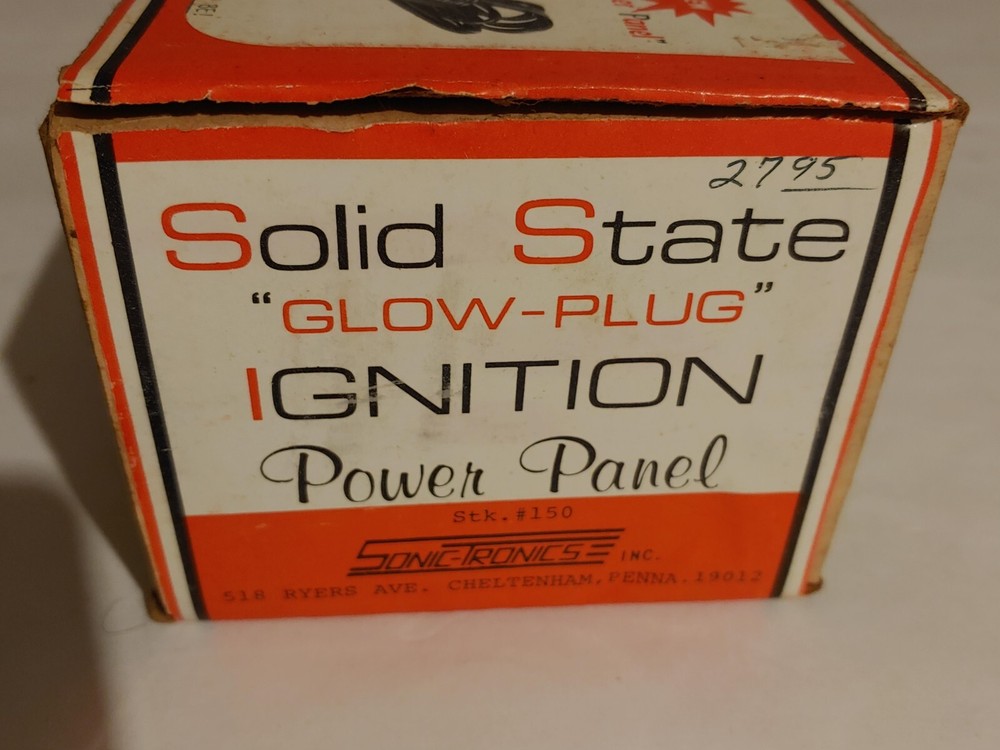 Panel"
2795
Solid State
“GLOW-PLUG”
IGNITION
Power Panel
Stk.#150
SONIC-TRONICS INC.
518 RYERS AVE. CHELTENHAM, PENNA. 19012